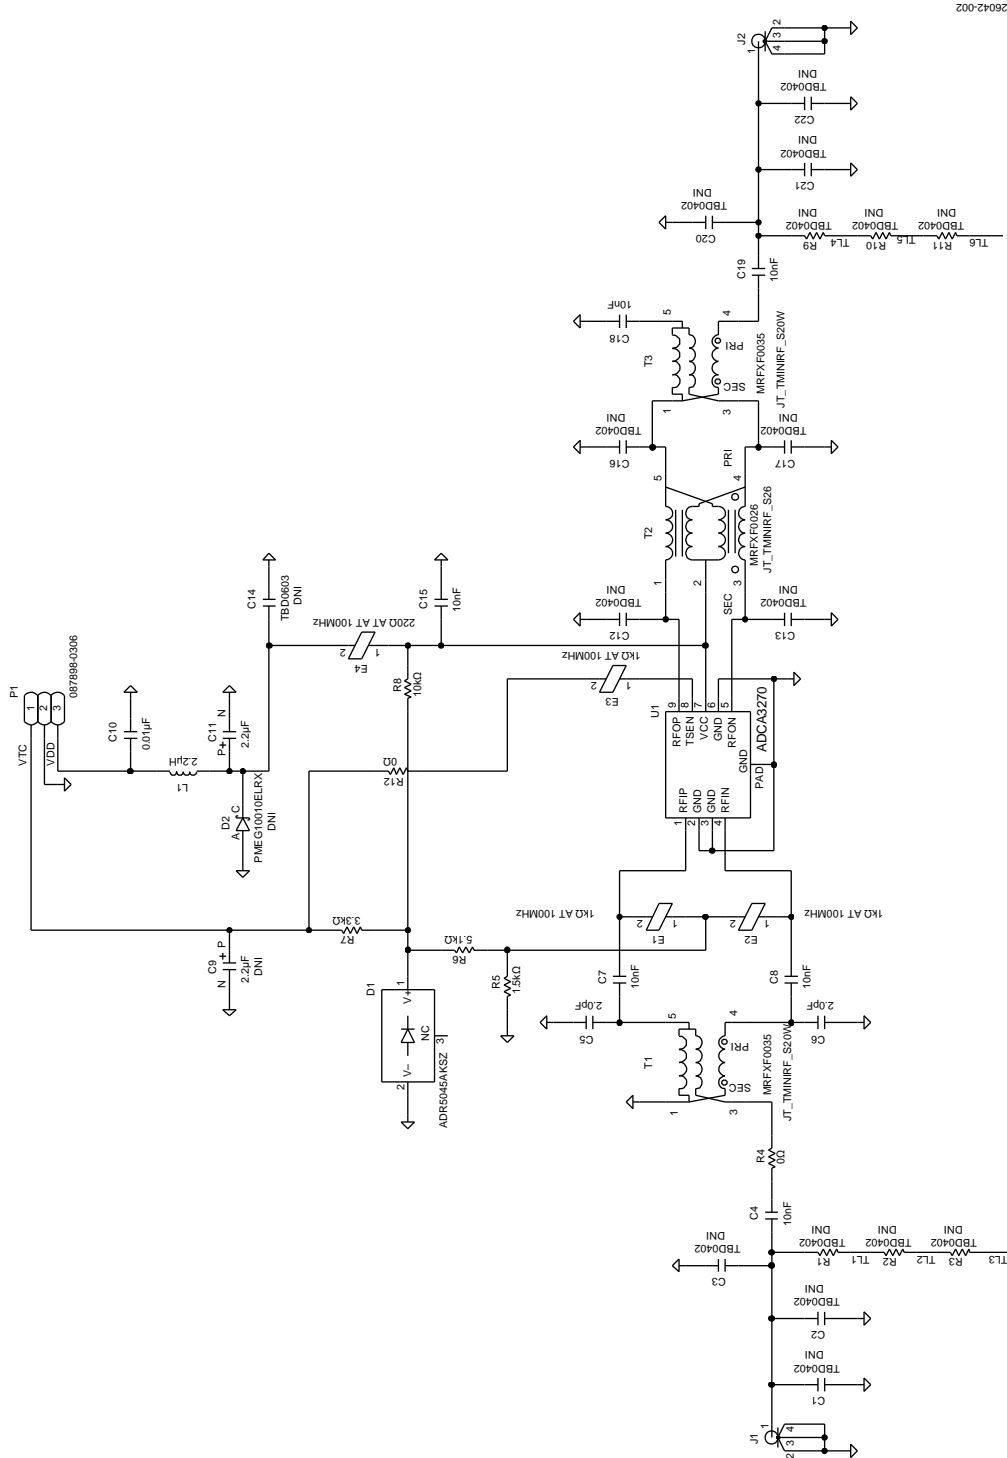 26042-002
J2
1
2
3
4
DNI
TBD0402
C22
DNI
TBD0402
C21
DNI
TBD0402
C20
DNI
TBD0402
R9
TL4
DNI
TBD0402
R10
TL5
DNI
TBD0402
R11
TL6
C19
10nF
10nF
C18
5
4
T3
PRI
SEC
1
3
MRFXF0035
JT_TMINIRF_S20W
DNI
TBD0402
C16
DNI
TBD0402
C17
5
4
PRI
T2
MRFXF0026
JT_TMINIRF_S26
1
2
3
SEC
DNI
TBD0402
C12
DNI
TBD0402
C13
C14
TBD0603
DNI
C15
10nF
220Ω AT 100MHz
2
1
E4
R8
10kΩ
1kΩ AT 100MHz
2
1
E3
P1
1
2
3
087898-0306
VTC
VDD
C10
0.01µF
C11
P+
N
2.2µF
2.2µH
L1
D2
A
C
PMEG10010ELRX
DNI
0Ω
R12
U1
ADCA3270
RFOP
9
TSEN
8
VCC
7
GND
6
RFON
5
GND
PAD
1
RFIP
2
GND
3
GND
4
RFIN
C9
N
+ P
2.2µF
DNI
3.3kΩ
R7
5.1kΩ
R6
R5
1.5kΩ
D1
V+
1
V–
2
NC
3
ADR5045AKSZ
1kΩ AT 100MHz
2
1
E1
2
1
E2
1kΩ AT 100MHz
C7
10nF
C8
10nF
2.0pF
C5
2.0pF
C6
5
4
T1
PRI
SEC
1
3
MRFXF0035
JT_TMINIRF_S20W
R4
0Ω
C4
10nF
DNI
TBD0402
C3
DNI
TBD0402
R1
TL1
DNI
TBD0402
R2
TL2
DNI
TBD0402
R3
TL3
DNI
TBD0402
C2
DNI
TBD0402
C1
J1
1
2
3
4